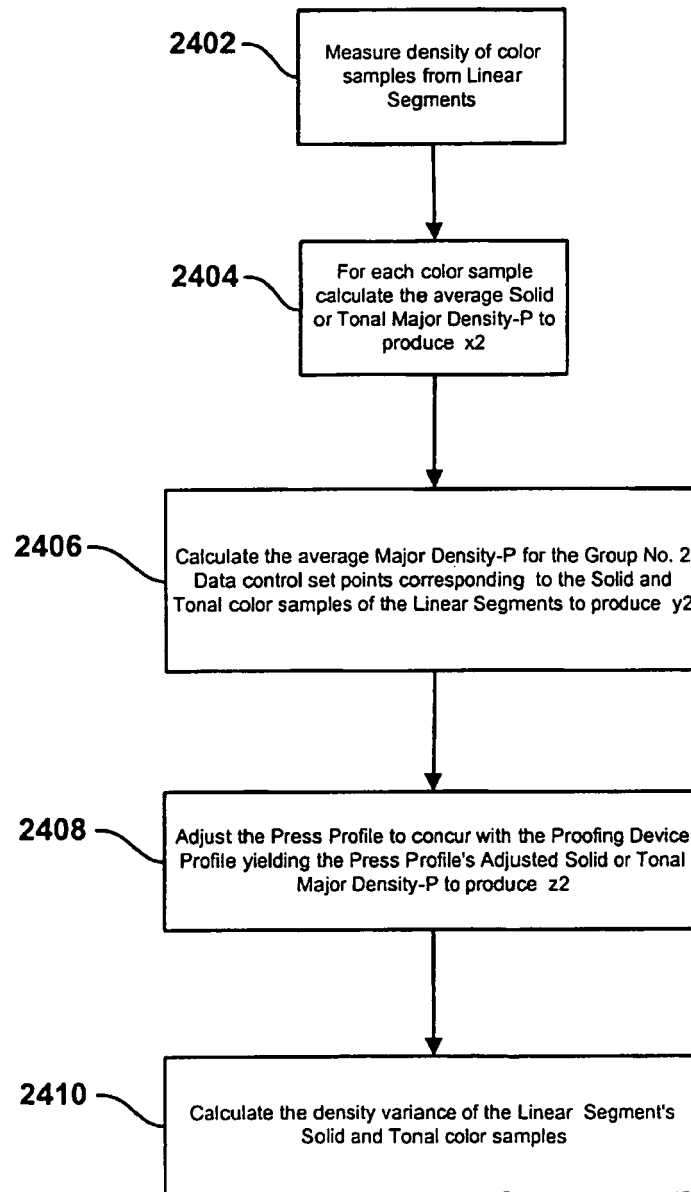 2402
Measure density of color
samples from Linear
Segments
2404
For each color sample
calculate the average Solid
or Tonal Major Density-P to
produce x2
2406
Calculate the average Major Density-P for the Group No. 2
Data control set points corresponding to the Solid and
Tonal color samples of the Linear Segments to produce y2
2408
Adjust the Press Profile to concur with the Proofing Device
Profile yielding the Press Profile's Adjusted Solid or Tonal
Major Density-P to produce z2
2410
Calculate the density variance of the Linear Segment's
Solid and Tonal color samples